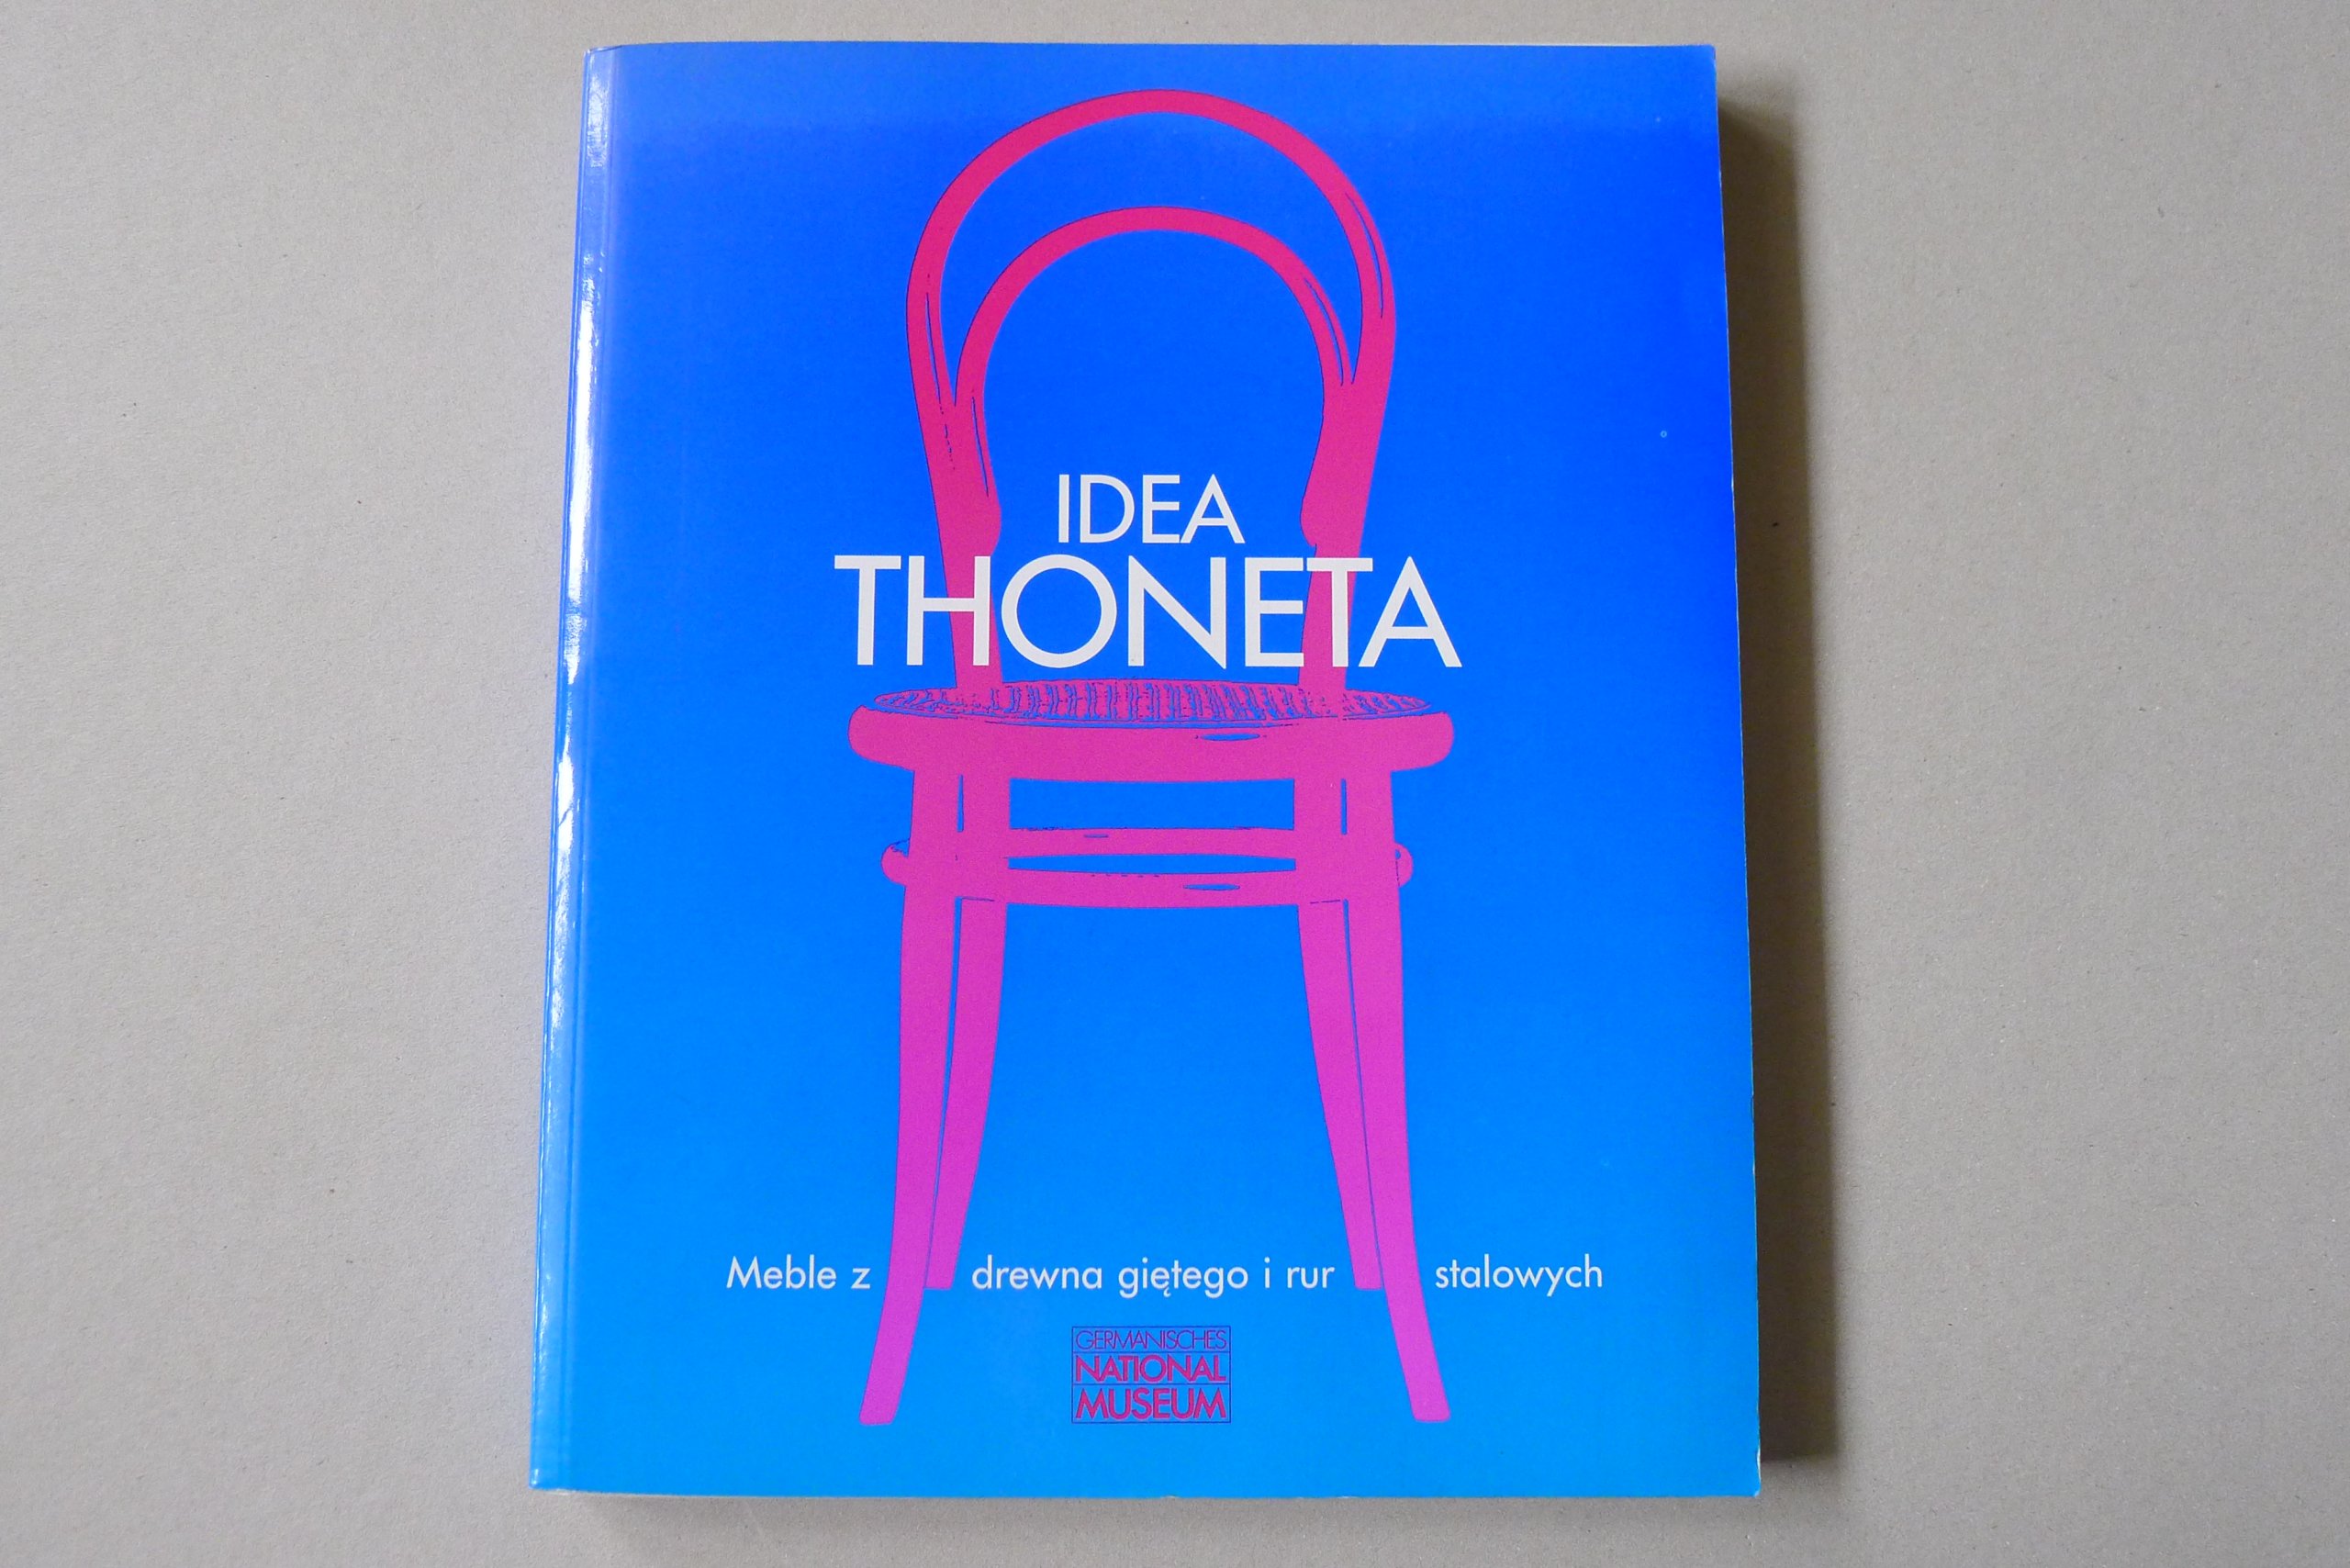 IDEA
THONETA
Meble z drewna giętego i rur stalowych
GERMANISCHES
NATIONAL
MUSEUM